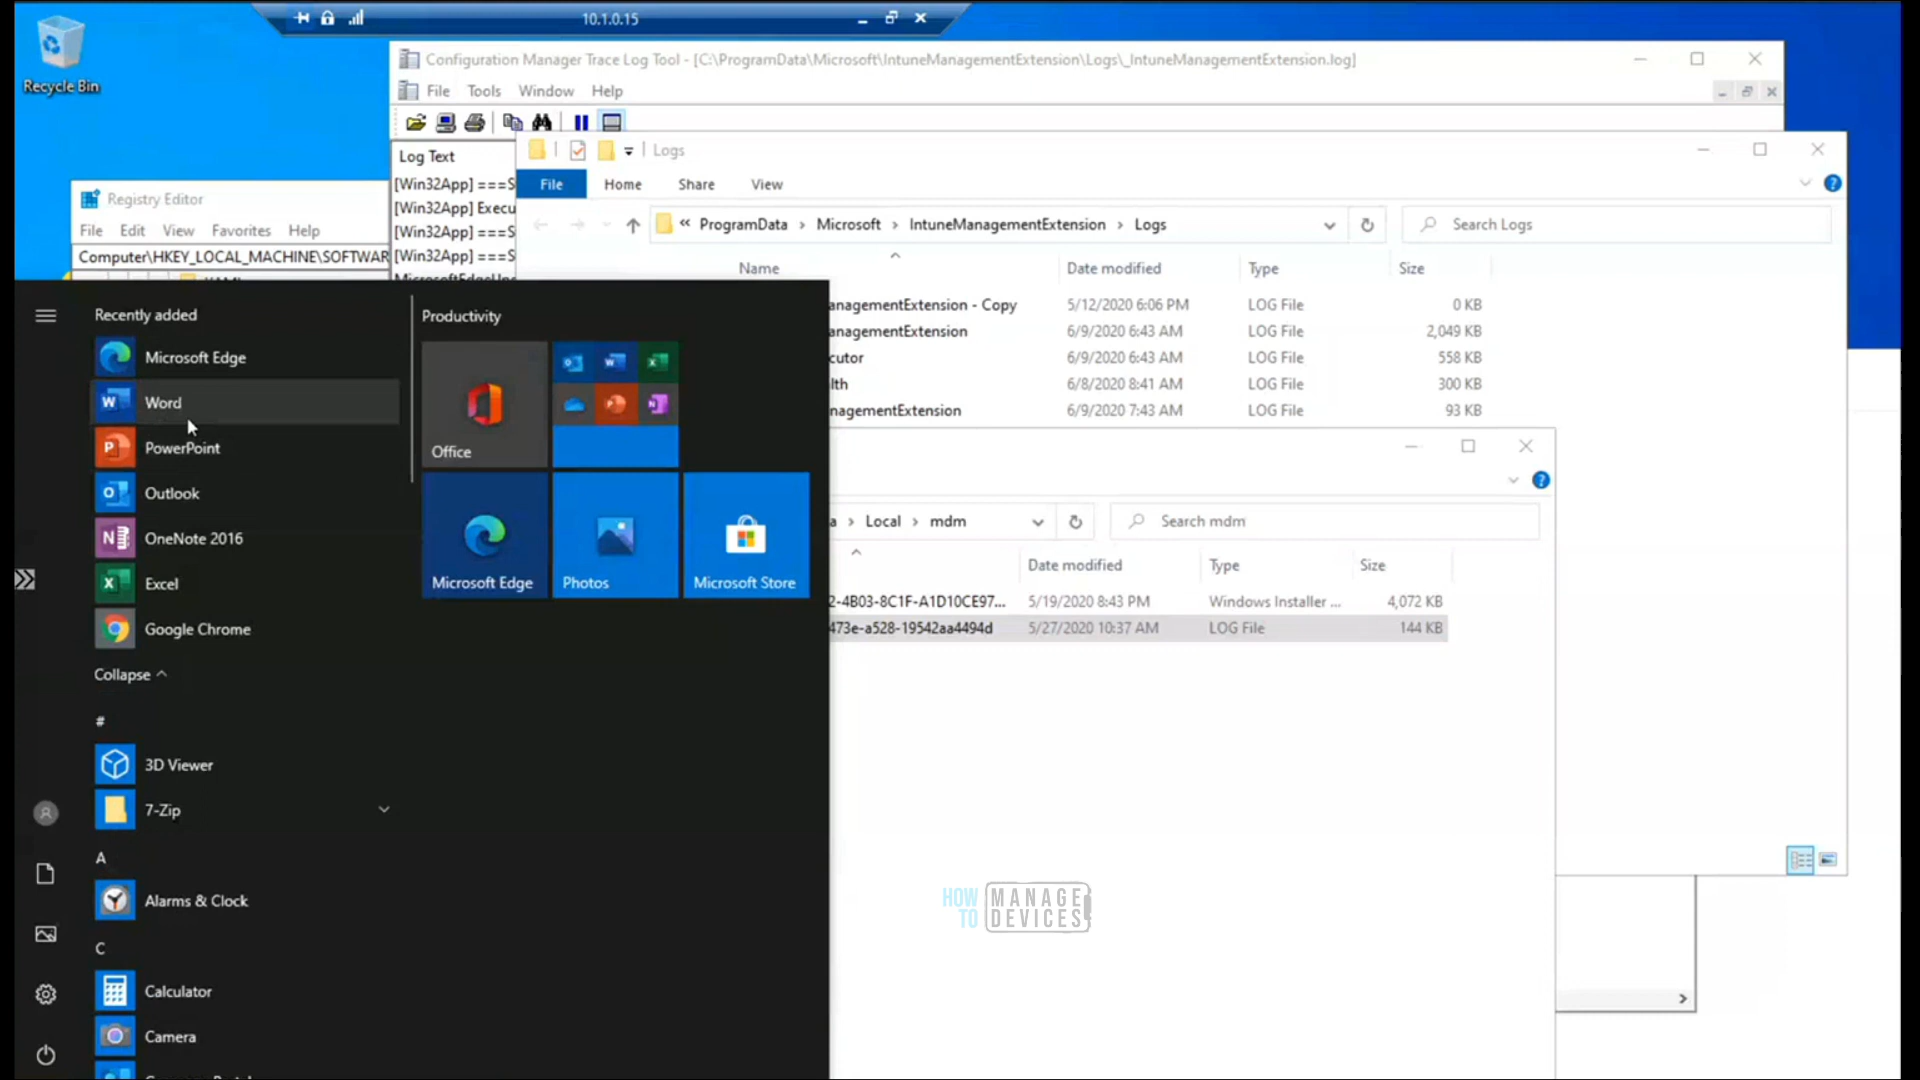 10.1.0.15
Recycle Bin
Configuration Manager Trace Log Tool - [C:\ProgramData\Microsoft\IntuneManagementExtension\Logs\_IntuneManagementExtension.log]
File Tools Window Help
Log Text
[Win32App] ===S
[Win32App] Execu
[Win32App] ===S
[Win32App] ===S
Logs
File Home Share View
« ProgramData > Microsoft > IntuneManagementExtension > Logs
Search Logs
Name Date modified Type Size
anagementExtension - Copy 5/12/2020 6:06 PM LOG File 0 KB
anagementExtension 6/9/2020 6:43 AM LOG File 2,049 KB
cutor 6/9/2020 6:43 AM LOG File 558 KB
lth 6/8/2020 8:41 AM LOG File 300 KB
nagementExtension 6/9/2020 7:43 AM LOG File 93 KB
Registry Editor
File Edit View Favorites Help
Computer\HKEY_LOCAL_MACHINE\SOFTWAR
Recently added
Microsoft Edge
Word
PowerPoint
Outlook
OneNote 2016
Excel
Google Chrome
Collapse
#
3D Viewer
7-Zip
A
Alarms & Clock
C
Calculator
Camera
Productivity
Office
Microsoft Edge
Photos
Microsoft Store
a > Local > mdm
Search mdm
Date modified Type Size
2-4B03-8C1F-A1D10CE97... 5/19/2020 8:43 PM Windows Installer ... 4,072 KB
473e-a528-19542aa4494d 5/27/2020 10:37 AM LOG File 144 KB
HOW TO
MANAGE DEVICES